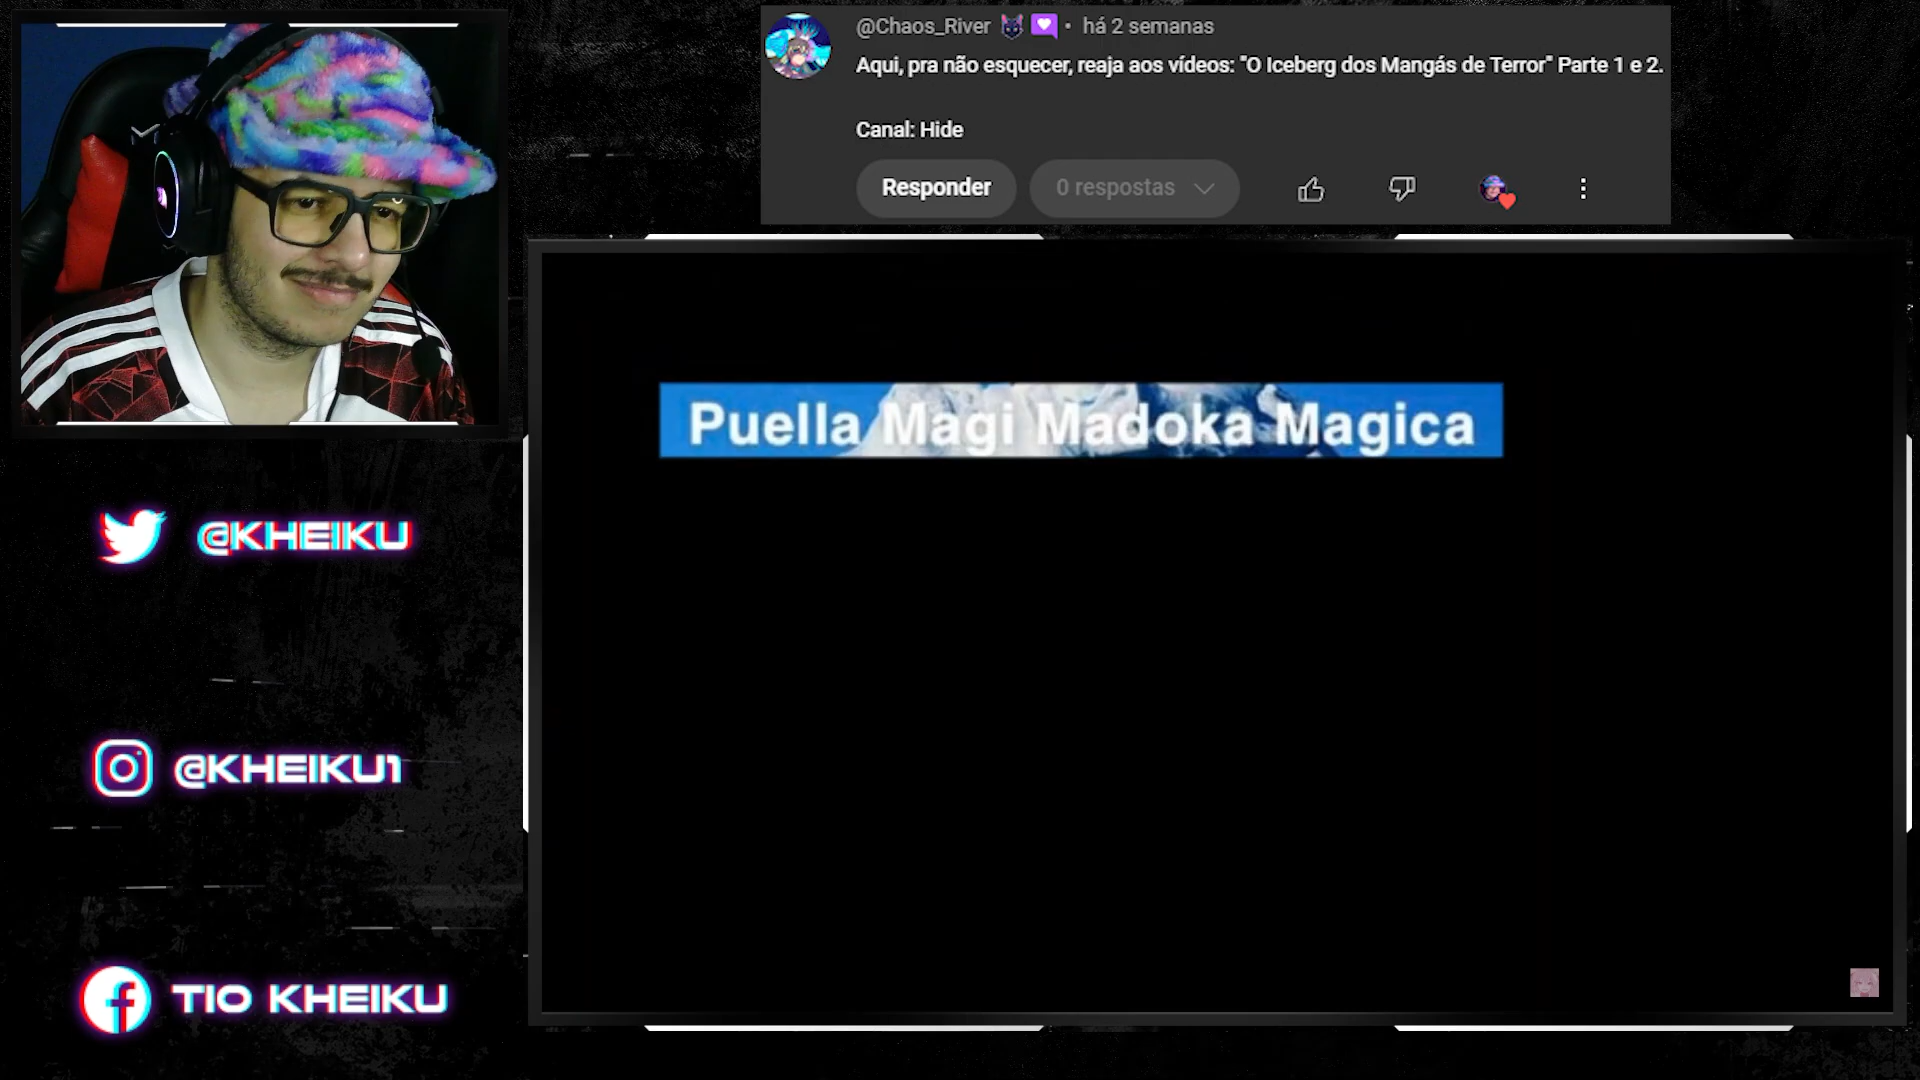 @Chaos_River • há 2 semanas
Aqui, pra não esquecer, reaja aos vídeos: "O Iceberg dos Mangás de Terror" Parte 1 e 2.
Canal: Hide
Responder 0 respostas
Puella Magi Madoka Magica
@KHEIKU
@KHEIKU1
TIO KHEIKU